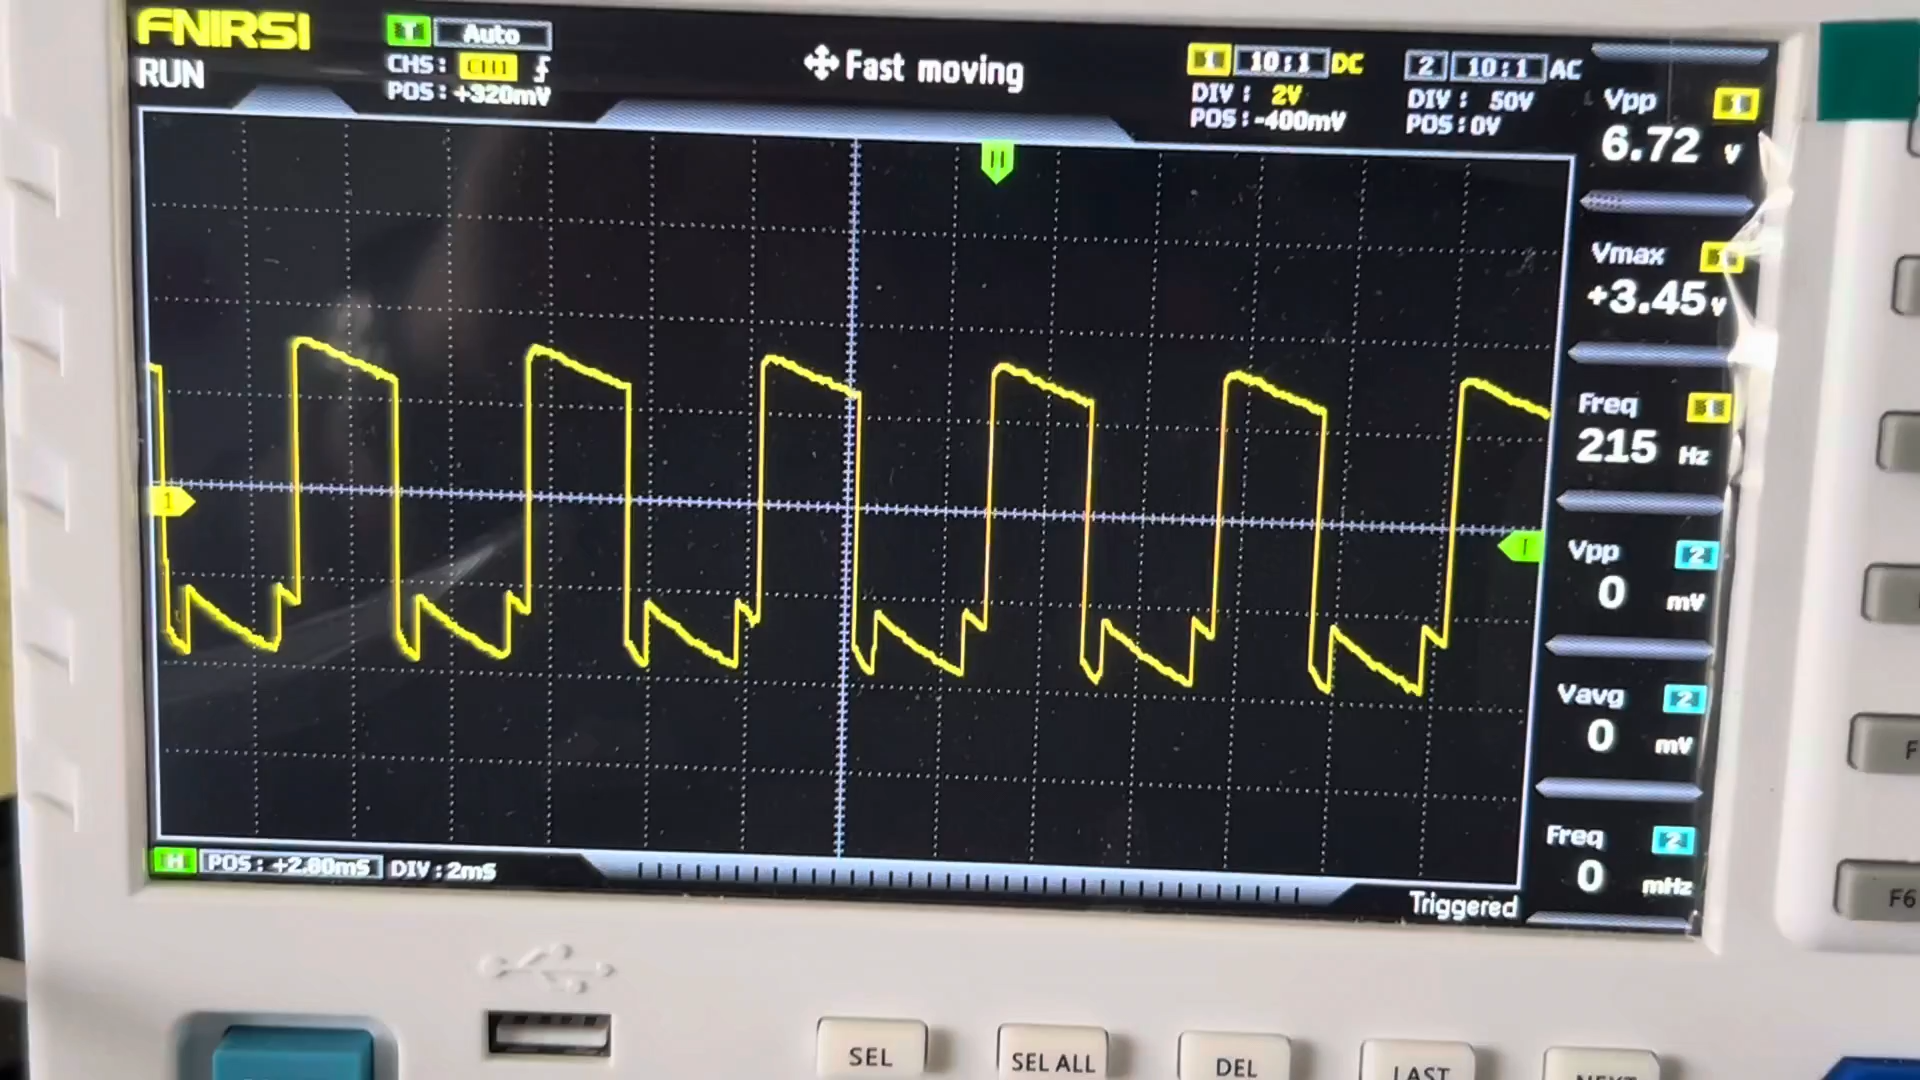 FNIRSI
RUN
T Auto
CHS: CH1
POS: +320mV
Fast moving
1 10:1 DC
DIV: 2V
POS:-400mV
2 10:1 AC
DIV: 50V
POS:0V
Vpp 1
6.72 V
Vmax 1
+3.45 V
Freq 1
215 Hz
Vpp 2
0 mV
Vavg 2
0 mV
Freq 2
0 mHz
H
1
T
H POS: +2.80mS DIV:2mS
Triggered
F
F6
SEL
SEL ALL
DEL
LAST
NEXT